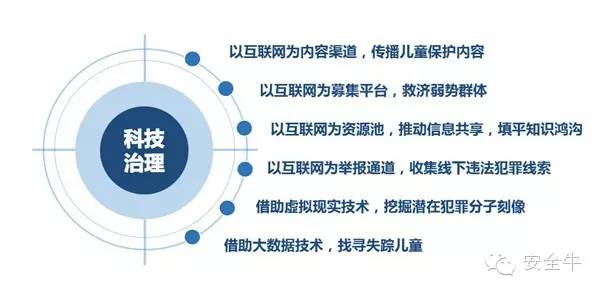 以互联网为内容渠道，传播儿童保护内容
以互联网为募集平台，救济弱势群体
科技
治理
以互联网为资源池，推动信息共享，填平知识鸿沟
以互联网为举报通道，收集线下违法犯罪线索
借助虚拟现实技术，挖掘潜在犯罪分子刻像
借助大数据技术，找寻失踪儿童
安全牛